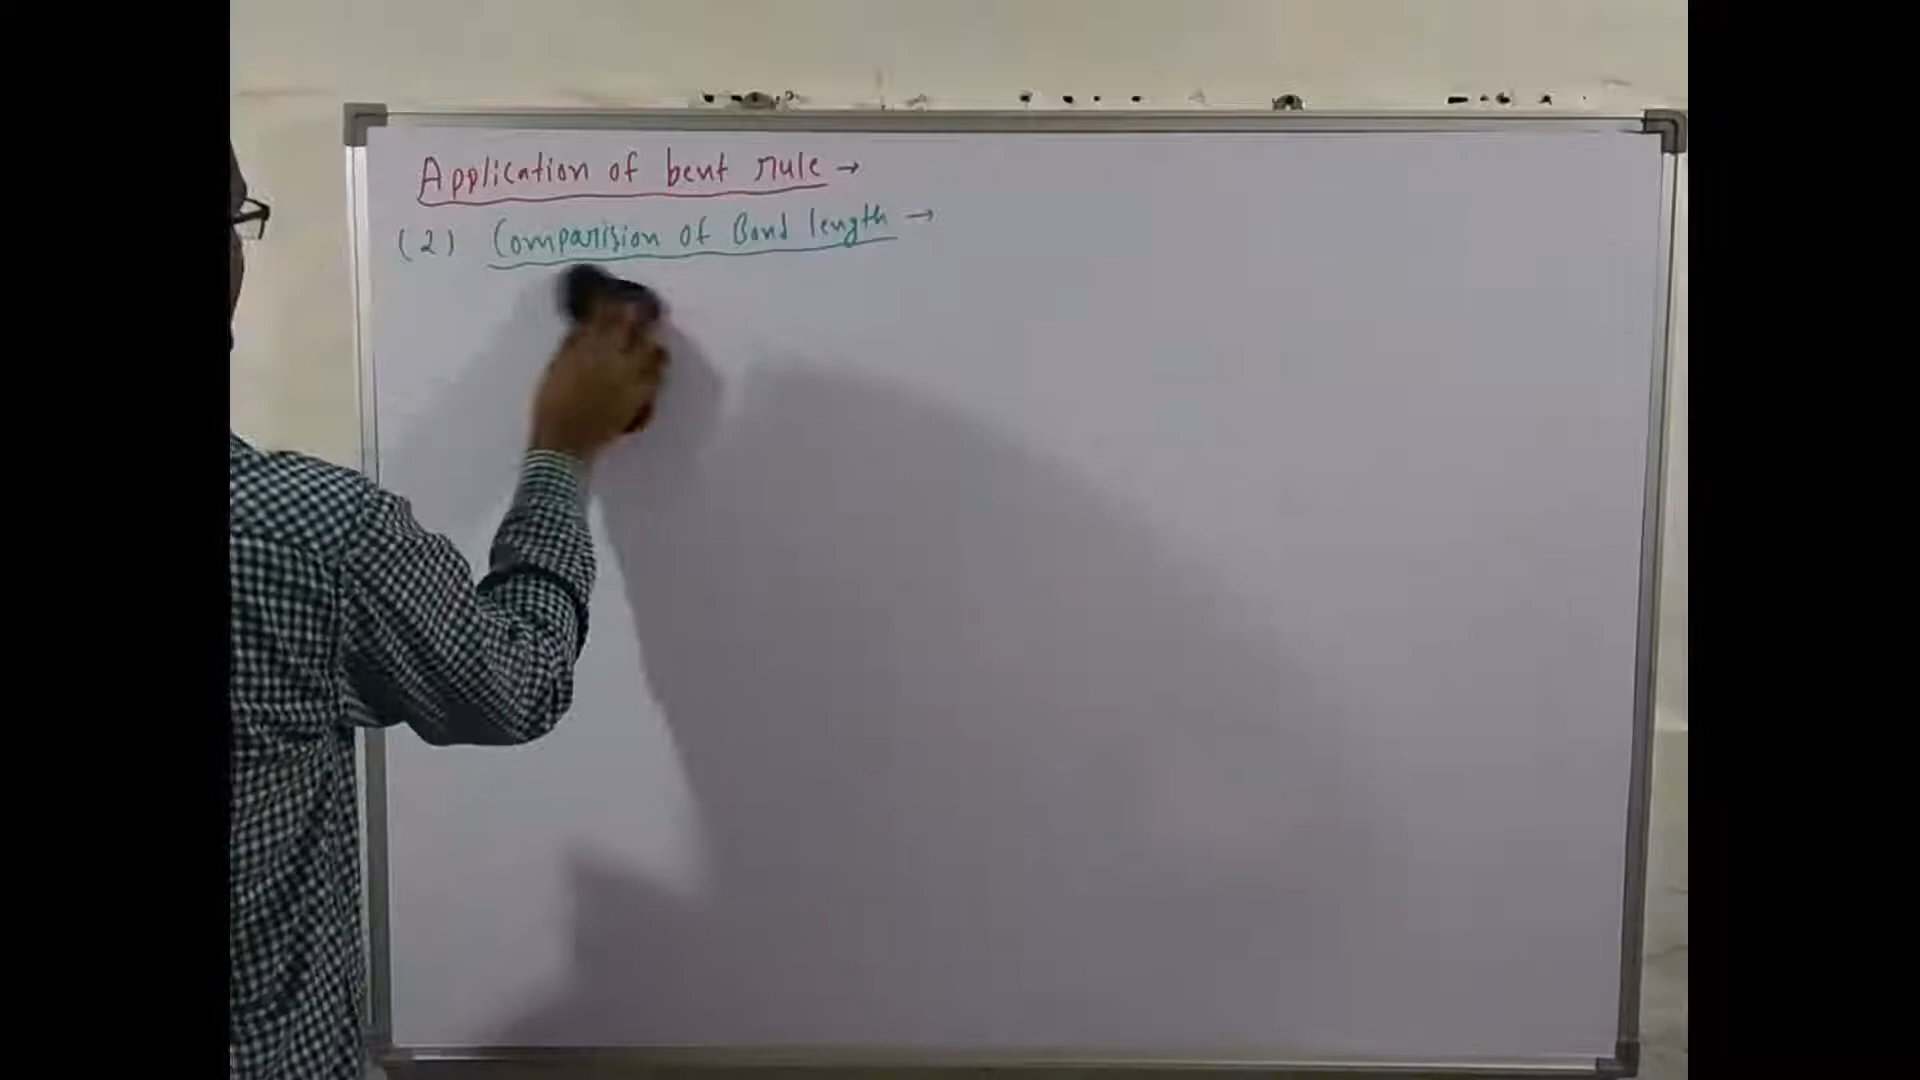 Application of bent rule →
(2) Comparision of Bond length →